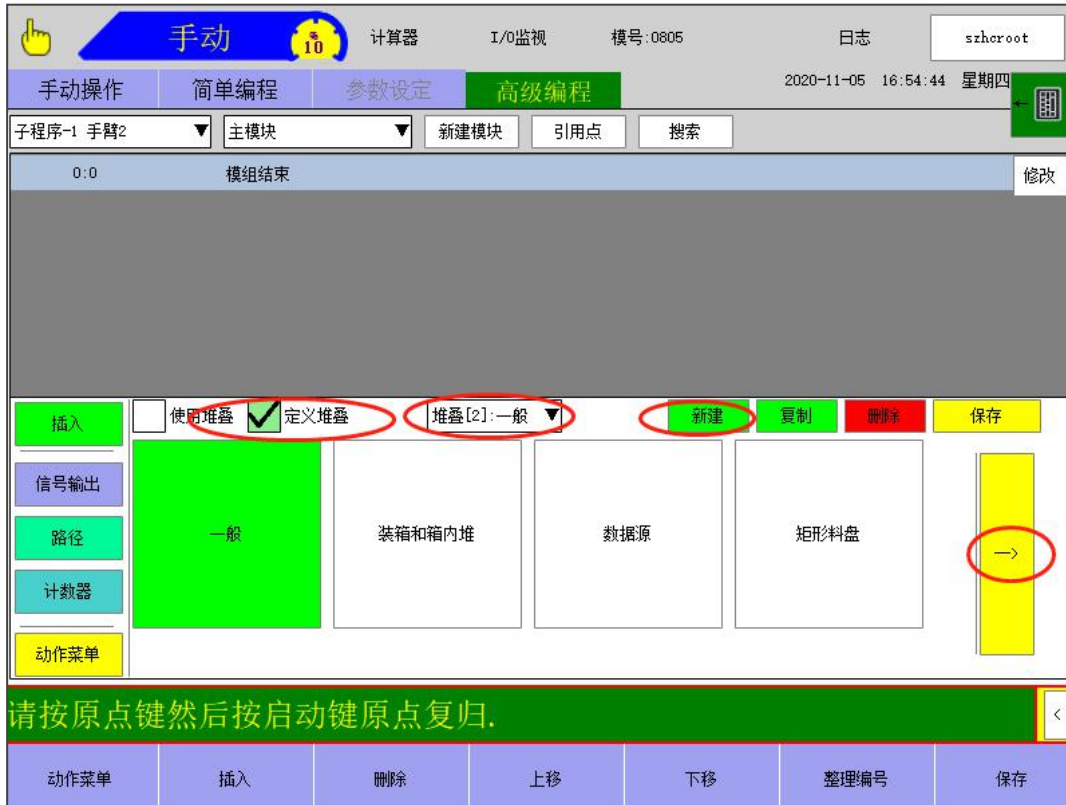 手动 % 10 计算器 I/O监视 模号:0805 日志 szhcroot
手动操作 简单编程 参数设定 高级编程 2020-11-05 16:54:44 星期四
子程序-1 手臂2 ▼ 主模块 ▼ 新建模块 引用点 搜索
0:0 模组结束 修改
插入 使用堆叠 定义堆叠 堆叠[2]:一般 ▼ 新建 复制 删除 保存
信号输出
路径 一般 装箱和箱内堆 数据源 矩形料盘 —>
计数器
动作菜单
请按原点键然后按启动键原点复归. <
动作菜单 插入 删除 上移 下移 整理编号 保存